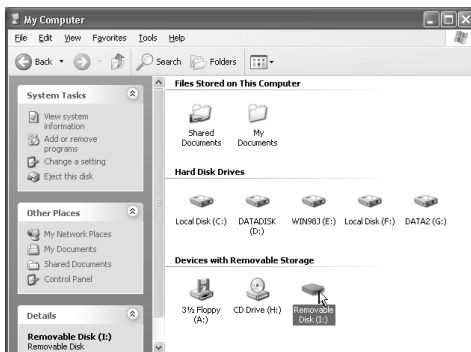 My Computer
File Edit View Favorites Tools Help
Back Search Folders
System Tasks
View system
information
Add or remove
programs
Change a setting
Eject this disk
Other Places
My Network Places
My Documents
Shared Documents
Control Panel
Details
Removable Disk (I:)
Removable Disk
Files Stored on This Computer
Shared
Documents
My
Documents
Hard Disk Drives
Local Disk (C:)
DATADISK
(D:)
WIN98J (E:)
Local Disk (F:)
DATA2 (G:)
Devices with Removable Storage
3½ Floppy
(A:)
CD Drive (H:)
Removable
Disk (I:)